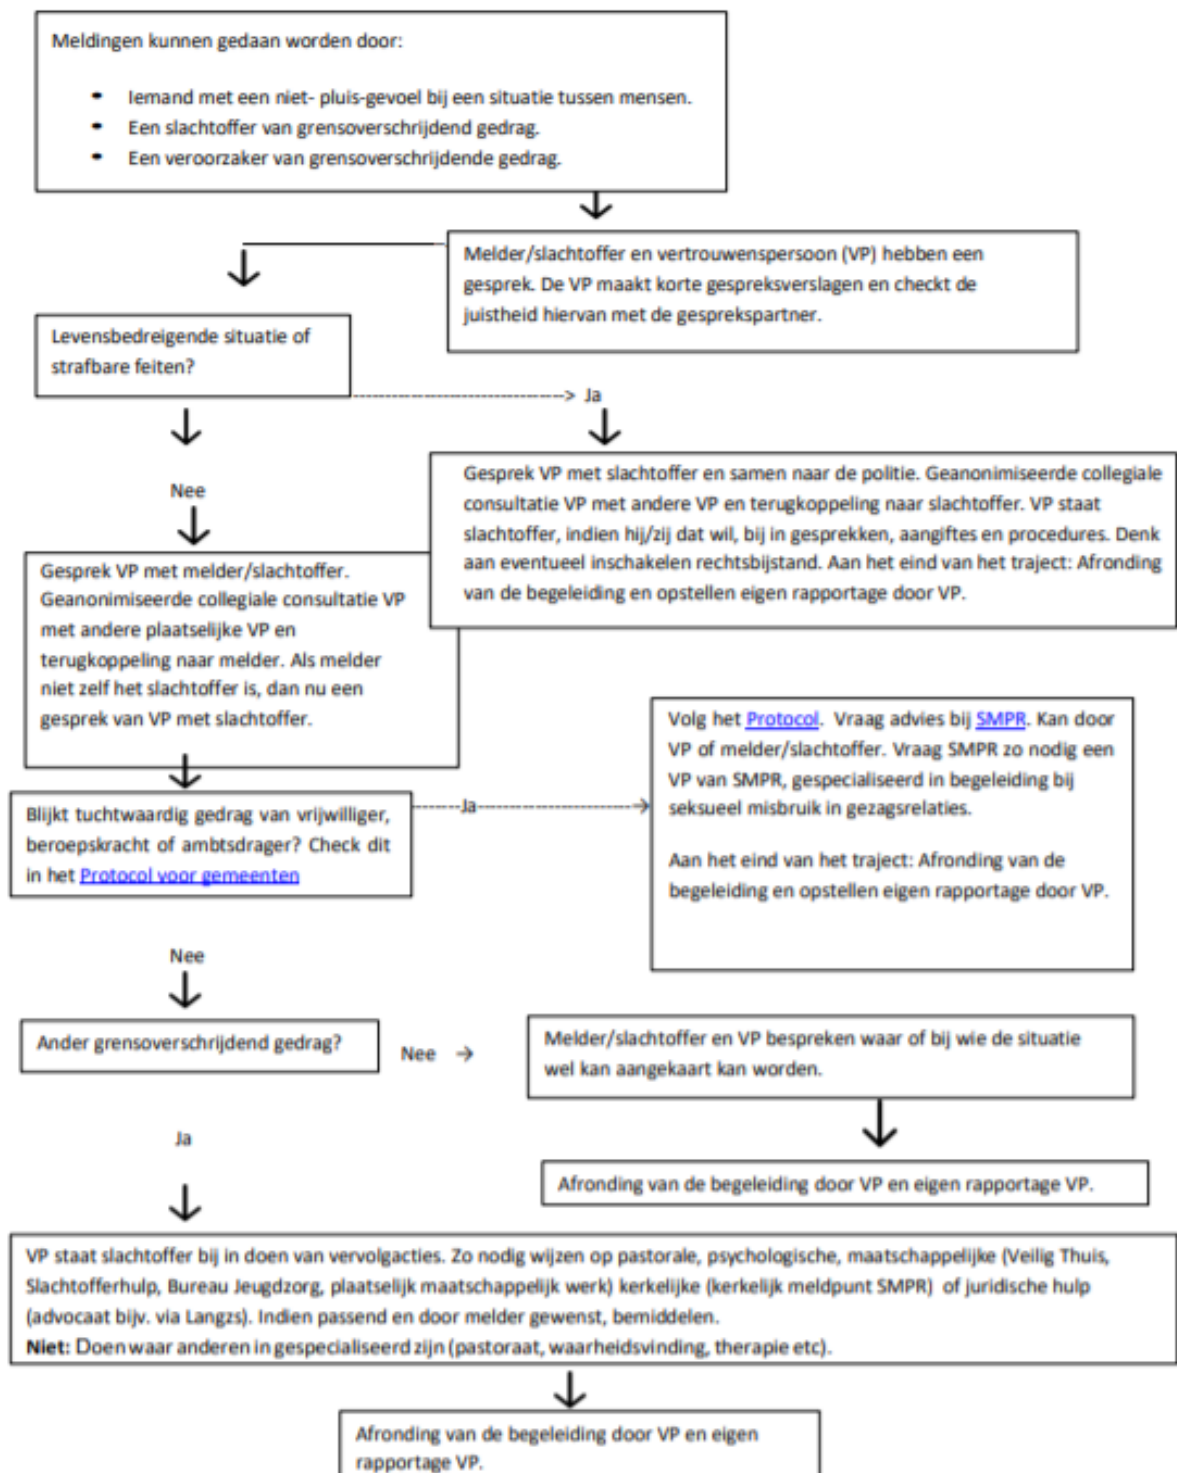 Meldingen kunnen gedaan worden door:
• Iemand met een niet- pluis-gevoel bij een situatie tussen mensen.
• Een slachtoffer van grensoverschrijdend gedrag.
• Een veroorzaker van grensoverschrijdende gedrag.
Melder/slachtoffer en vertrouwenspersoon (VP) hebben een
gesprek. De VP maakt korte gespreksverslagen en checkt de
juistheid hiervan met de gesprekspartner.
Levensbedreigende situatie of
strafbare feiten?
Ja
Gesprek VP met slachtoffer en samen naar de politie. Geanonimiseerde collegiale
consultatie VP met andere VP en terugkoppeling naar slachtoffer. VP staat
slachtoffer, indien hij/zij dat wil, bij in gesprekken, aangiftes en procedures. Denk
aan eventueel inschakelen rechtsbijstand. Aan het eind van het traject: Afronding
van de begeleiding en opstellen eigen rapportage door VP.
Nee
Gesprek VP met melder/slachtoffer.
Geanonimiseerde collegiale consultatie VP
met andere plaatselijke VP en
terugkoppeling naar melder. Als melder
niet zelf het slachtoffer is, dan nu een
gesprek van VP met slachtoffer.
Blijkt tuchtwaardig gedrag van vrijwilliger,
beroepskracht of ambtsdrager? Check dit
in het Protocol voor gemeenten
Ja
Volg het Protocol. Vraag advies bij SMPR. Kan door
VP of melder/slachtoffer. Vraag SMPR zo nodig een
VP van SMPR, gespecialiseerd in begeleiding bij
seksueel misbruik in gezagsrelaties.
Aan het eind van het traject: Afronding van de
begeleiding en opstellen eigen rapportage door VP.
Nee
Ander grensoverschrijdend gedrag?
Nee
Melder/slachtoffer en VP bespreken waar of bij wie de situatie
wel kan aangekaart kan worden.
Afronding van de begeleiding door VP en eigen rapportage VP.
Ja
VP staat slachtoffer bij in doen van vervolgacties. Zo nodig wijzen op pastorale, psychologische, maatschappelijke (Veilig Thuis,
Slachtofferhulp, Bureau Jeugdzorg, plaatselijk maatschappelijk werk) kerkelijke (kerkelijk meldpunt SMPR) of juridische hulp
(advocaat bijv. via Langzs). Indien passend en door melder gewenst, bemiddelen.
Niet: Doen waar anderen in gespecialiseerd zijn (pastoraat, waarheidsvinding, therapie etc).
Afronding van de begeleiding door VP en eigen
rapportage VP.